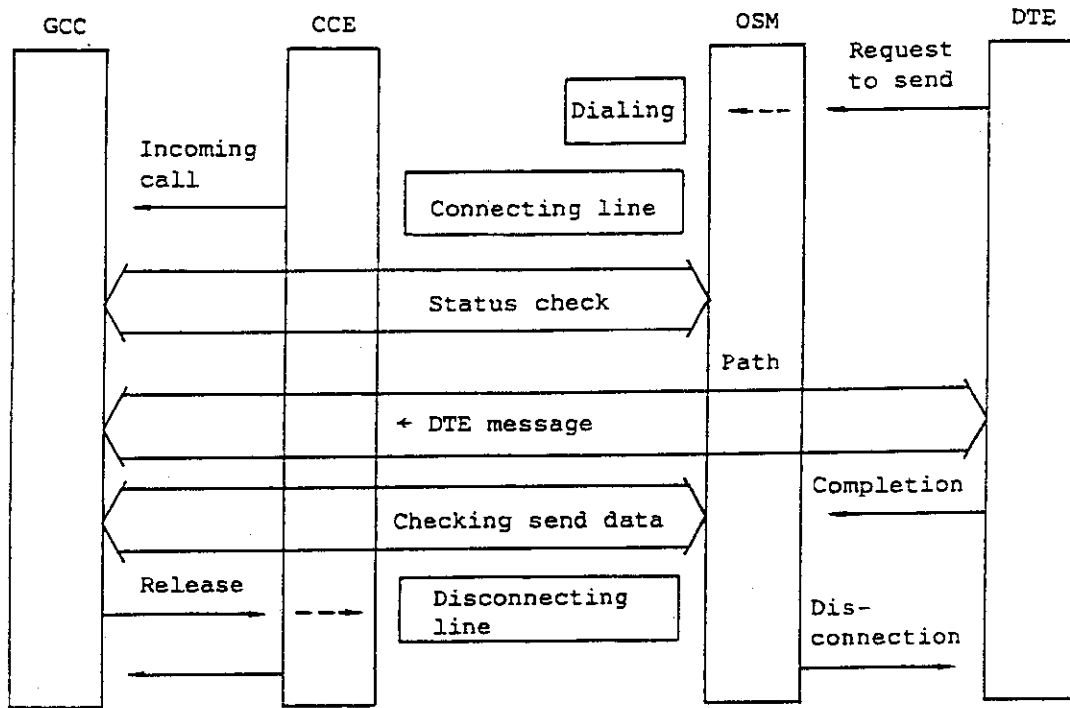 GCC
CCE
OSM
DTE
Request
to send
Dialing
Incoming
call
Connecting line
Status check
Path
← DTE message
Completion
Checking send data
Release
Disconnecting
line
Dis-
connection